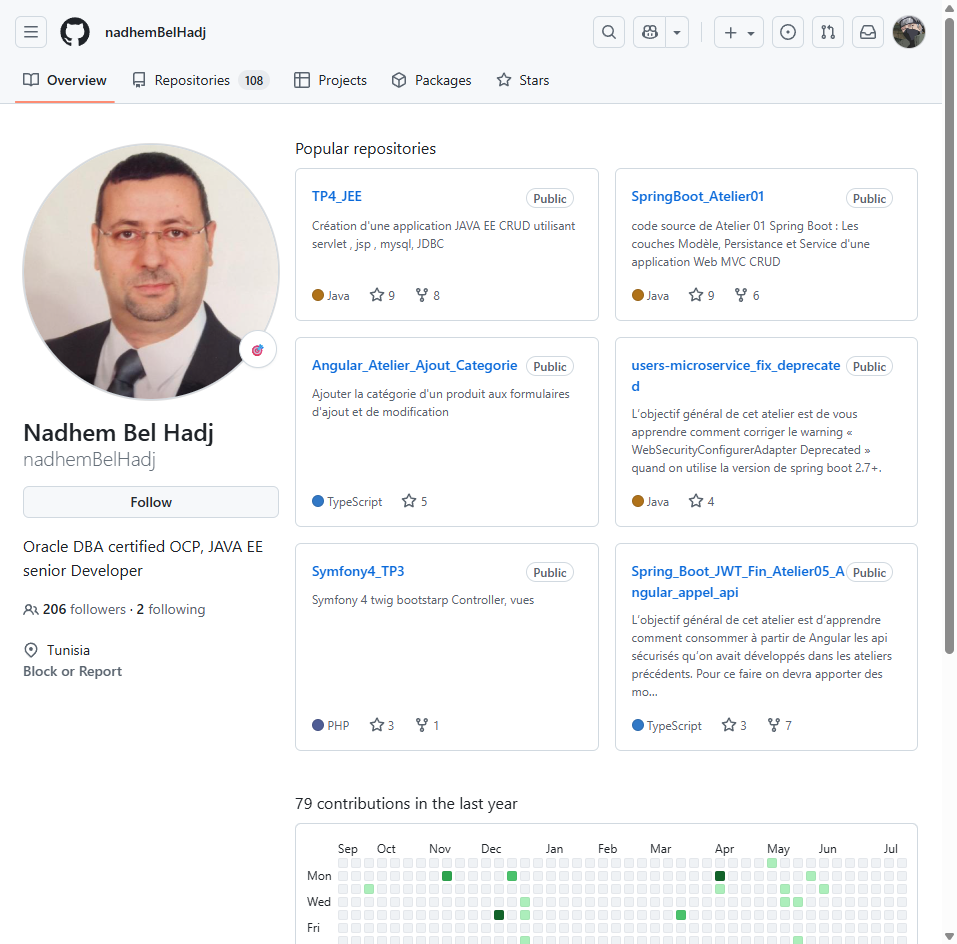 nadhemBelHadj
Overview
Repositories 108
Projects
Packages
Stars
Nadhem Bel Hadj
nadhemBelHadj
Follow
Oracle DBA certified OCP, JAVA EE
senior Developer
206 followers · 2 following
Tunisia
Block or Report
Popular repositories
TP4_JEE
Public
Création d'une application JAVA EE CRUD utilisant
servlet , jsp , mysql, JDBC
Java 9 8
SpringBoot_Atelier01
Public
code source de Atelier 01 Spring Boot : Les
couches Modèle, Persistance et Service d'une
application Web MVC CRUD
Java 9 6
Angular_Atelier_Ajout_Categorie
Public
Ajouter la catégorie d'un produit aux formulaires
d'ajout et de modification
TypeScript 5
users-microservice_fix_deprecate
d
Public
L'objectif général de cet atelier est de vous
apprendre comment corriger le warning «
WebSecurityConfigurerAdapter Deprecated »
quand on utilise la version de spring boot 2.7+.
Java 4
Symfony4_TP3
Public
Symfony 4 twig bootstarp Controller, vues
PHP 3 1
Spring_Boot_JWT_Fin_Atelier05_A
ngular_appel_api
Public
L'objectif général de cet atelier est d'apprendre
comment consommer à partir de Angular les api
sécurisés qu'on avait développés dans les ateliers
précédents. Pour ce faire on devra apporter des
mo...
TypeScript 3 7
79 contributions in the last year
Sep Oct Nov Dec Jan Feb Mar Apr May Jun Jul
Mon
Wed
Fri